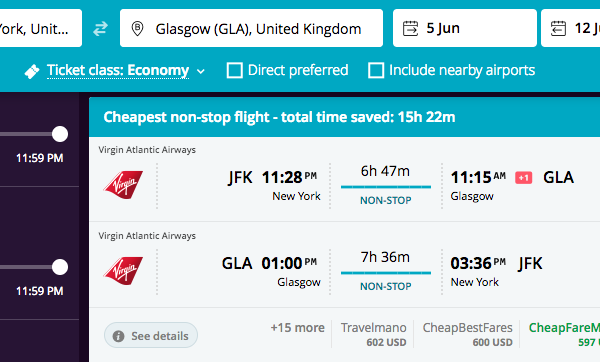 York, Unit...
Glasgow (GLA), United Kingdom
5 Jun
12 J
Ticket class: Economy
Direct preferred
Include nearby airports
Cheapest non-stop flight - total time saved: 15h 22m
11:59 PM
11:59 PM
Virgin Atlantic Airways
Virgin
JFK 11:28 PM
New York
6h 47m
NON-STOP
11:15 AM +1 GLA
Glasgow
Virgin Atlantic Airways
Virgin
GLA 01:00 PM
Glasgow
7h 36m
NON-STOP
03:36 PM JFK
New York
See details
+15 more
Travelmano
602 USD
CheapBestFares
600 USD
CheapFareM
597 U